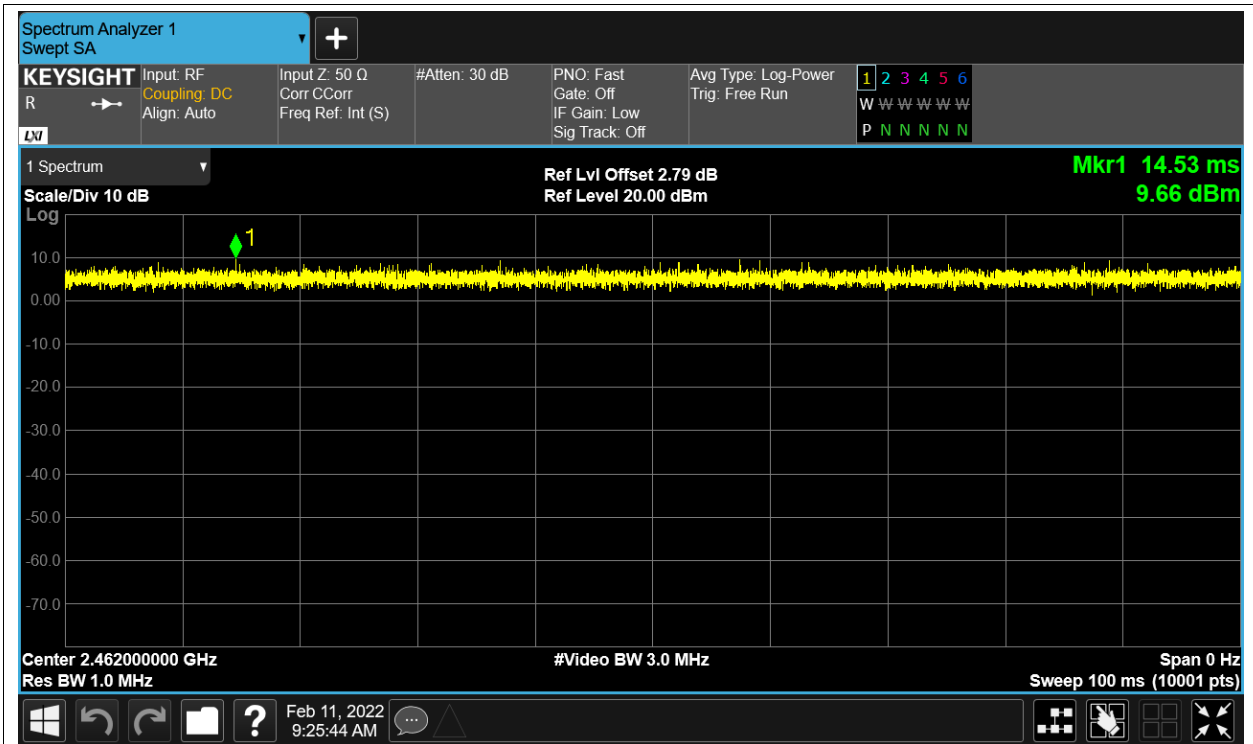 Spectrum Analyzer 1
Swept SA
KEYSIGHT
R
LXI
Input: RF
Coupling: DC
Align: Auto
Input Z: 50 Ω
Corr CCorr
Freq Ref: Int (S)
#Atten: 30 dB
PNO: Fast
Gate: Off
IF Gain: Low
Sig Track: Off
Avg Type: Log-Power
Trig: Free Run
1 2 3 4 5 6
W W W W W W
P N N N N N
1 Spectrum
Scale/Div 10 dB
Log
Ref Lvl Offset 2.79 dB
Ref Level 20.00 dBm
Mkr1 14.53 ms
9.66 dBm
1
10.0
0.00
-10.0
-20.0
-30.0
-40.0
-50.0
-60.0
-70.0
Center 2.462000000 GHz
Res BW 1.0 MHz
#Video BW 3.0 MHz
Span 0 Hz
Sweep 100 ms (10001 pts)
?
Feb 11, 2022
9:25:44 AM